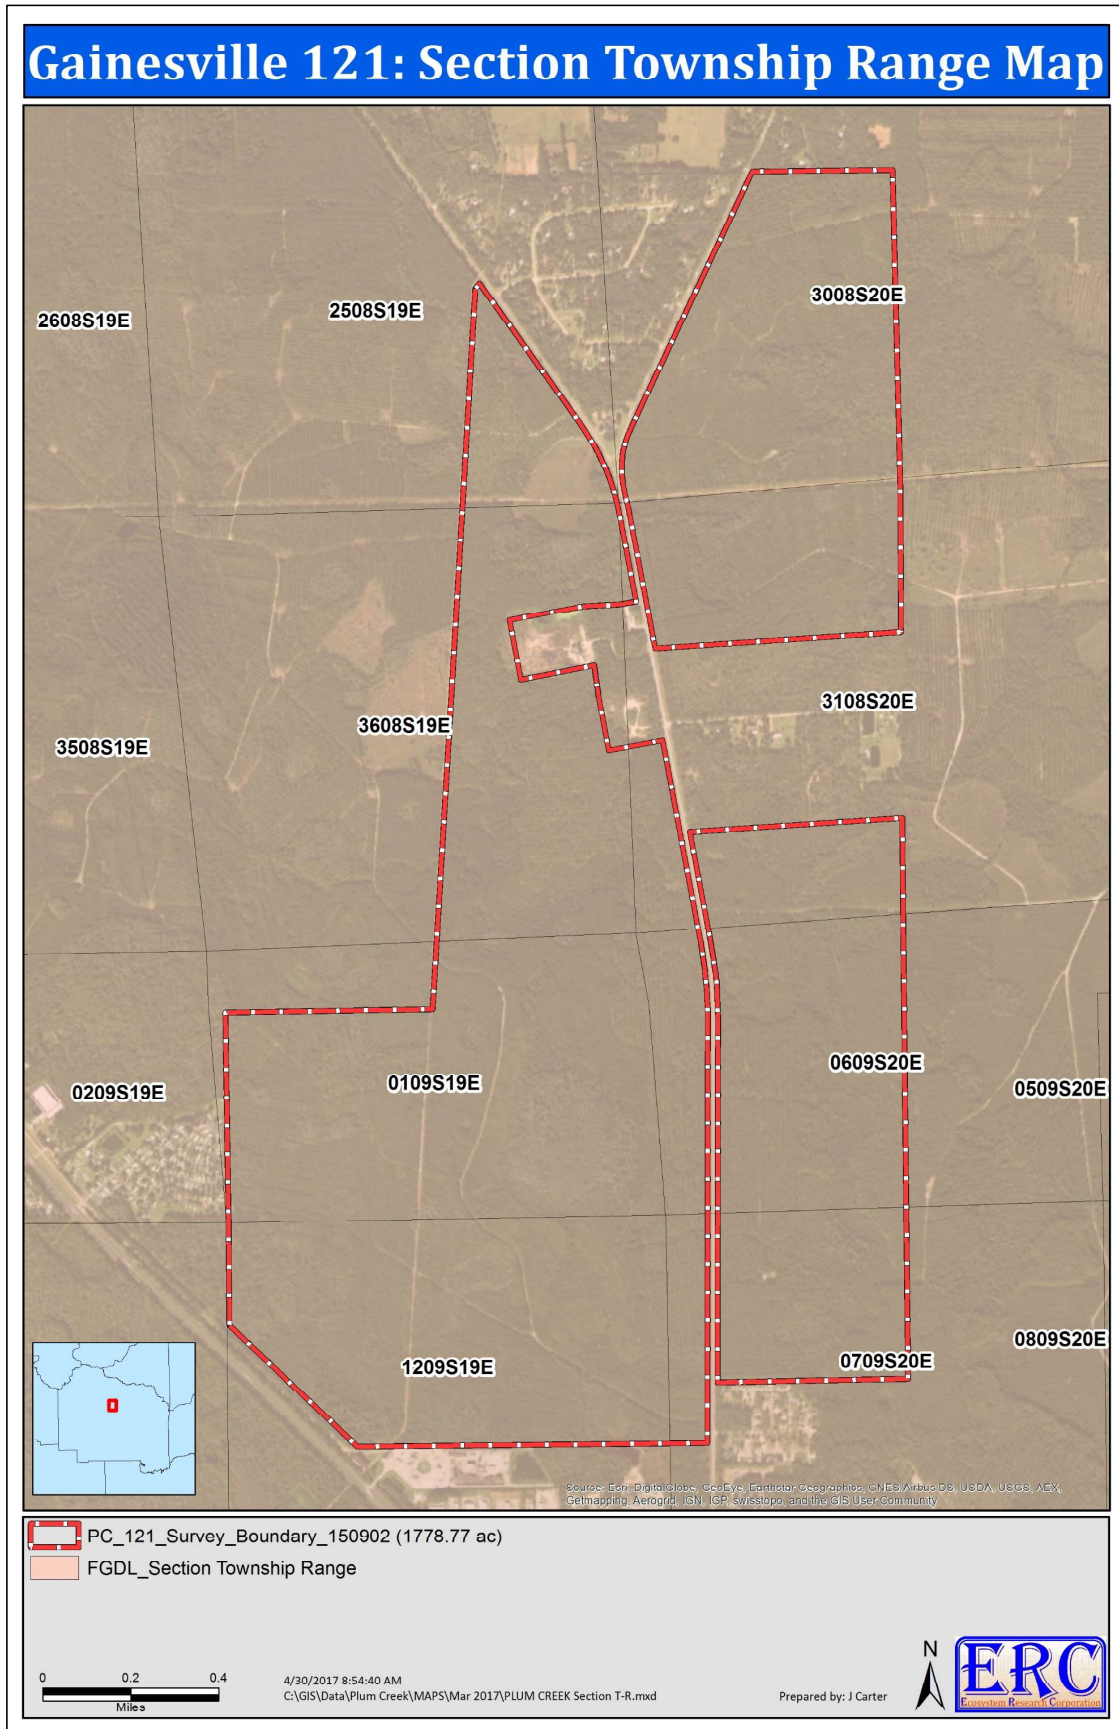 Gainesville 121: Section Township Range Map
3008S20E
2508S19E
2608S19E
3108S20E
3608S19E
3508S19E
0609S20E
0109S19E
0509S20E
0209S19E
0809S20E
0709S20E
1209S19E
Source: Esri, DigitalGlobe, GeoEye, Earthstar Geographics, CNES/Airbus DS, USDA, USGS, AEX,
Getmapping, Aerogrid, IGN, IGP, swisstopo, and the GIS User Community
PC_121_Survey_Boundary_150902 (1778.77 ac)
FGDL_Section Township Range
0 0.2 0.4
Miles
4/30/2017 8:54:40 AM
C:\GIS\Data\Plum Creek\MAPS\Mar 2017\PLUM CREEK Section T-R.mxd
Prepared by: J Carter
N
ERC
Ecosystem Research Corporation